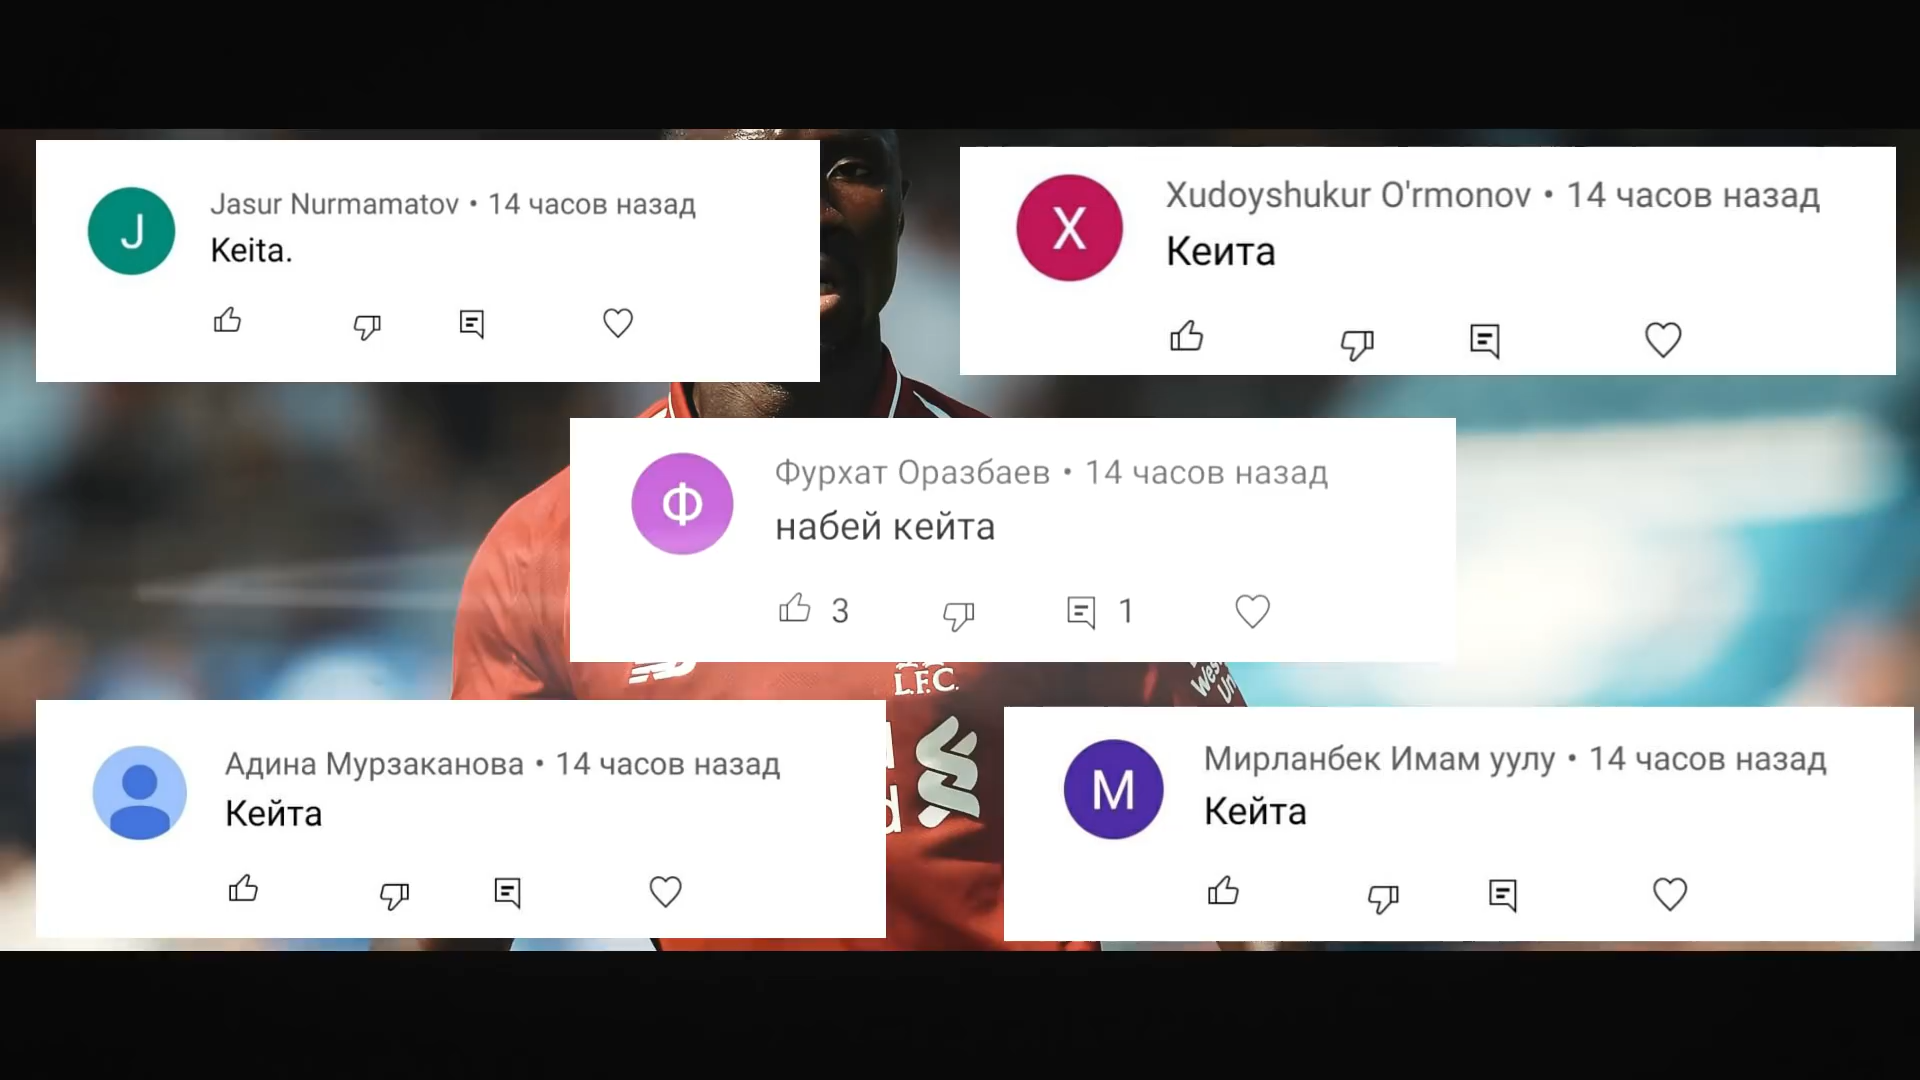 J
Jasur Nurmamatov • 14 часов назад
Keita.
X
Xudoyshukur O'rmonov • 14 часов назад
Кеита
Ф
Фурхат Оразбаев • 14 часов назад
набей кейта
3
1
L.F.C.
Адина Мурзаканова • 14 часов назад
Кейта
М
Мирланбек Имам уулу • 14 часов назад
Кейта